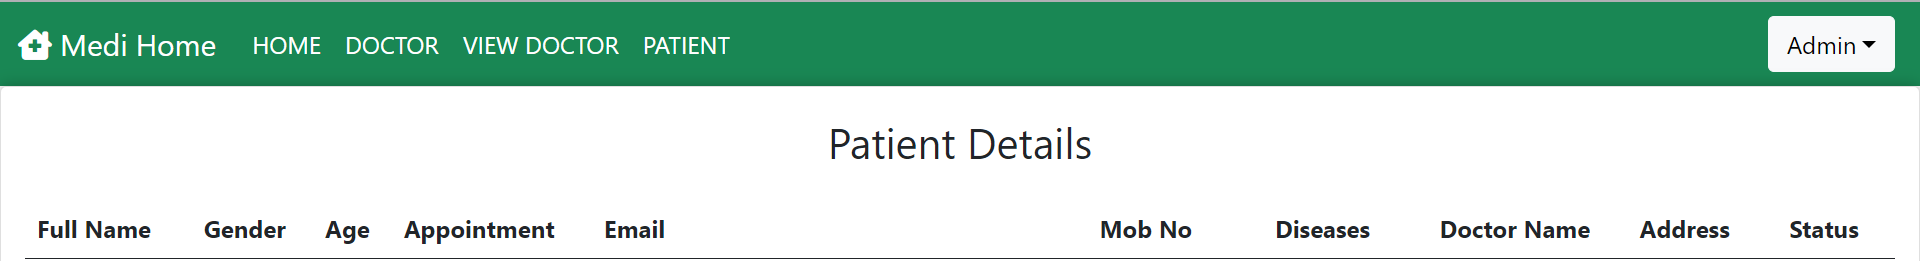 Medi Home HOME DOCTOR VIEW DOCTOR PATIENT Admin
Patient Details
Full Name Gender Age Appointment Email Mob No Diseases Doctor Name Address Status